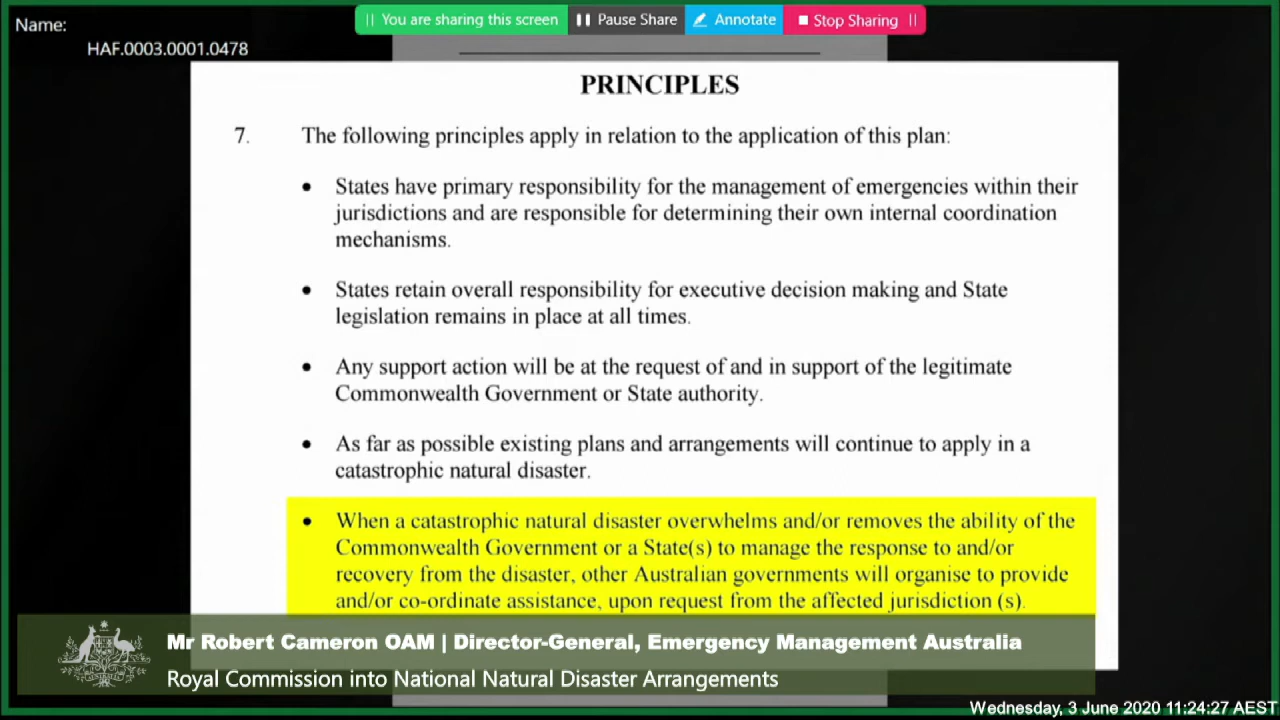 Name:
HAF.0003.0001.0478
You are sharing this screen
Pause Share
Annotate
Stop Sharing
PRINCIPLES
7. The following principles apply in relation to the application of this plan:
• States have primary responsibility for the management of emergencies within their
jurisdictions and are responsible for determining their own internal coordination
mechanisms.
• States retain overall responsibility for executive decision making and State
legislation remains in place at all times.
• Any support action will be at the request of and in support of the legitimate
Commonwealth Government or State authority.
• As far as possible existing plans and arrangements will continue to apply in a
catastrophic natural disaster.
• When a catastrophic natural disaster overwhelms and/or removes the ability of the
Commonwealth Government or a State(s) to manage the response to and/or
recovery from the disaster, other Australian governments will organise to provide
and/or co-ordinate assistance, upon request from the affected jurisdiction (s).
Mr Robert Cameron OAM | Director-General, Emergency Management Australia
Royal Commission into National Natural Disaster Arrangements
Wednesday, 3 June 2020 11:24:27 AEST